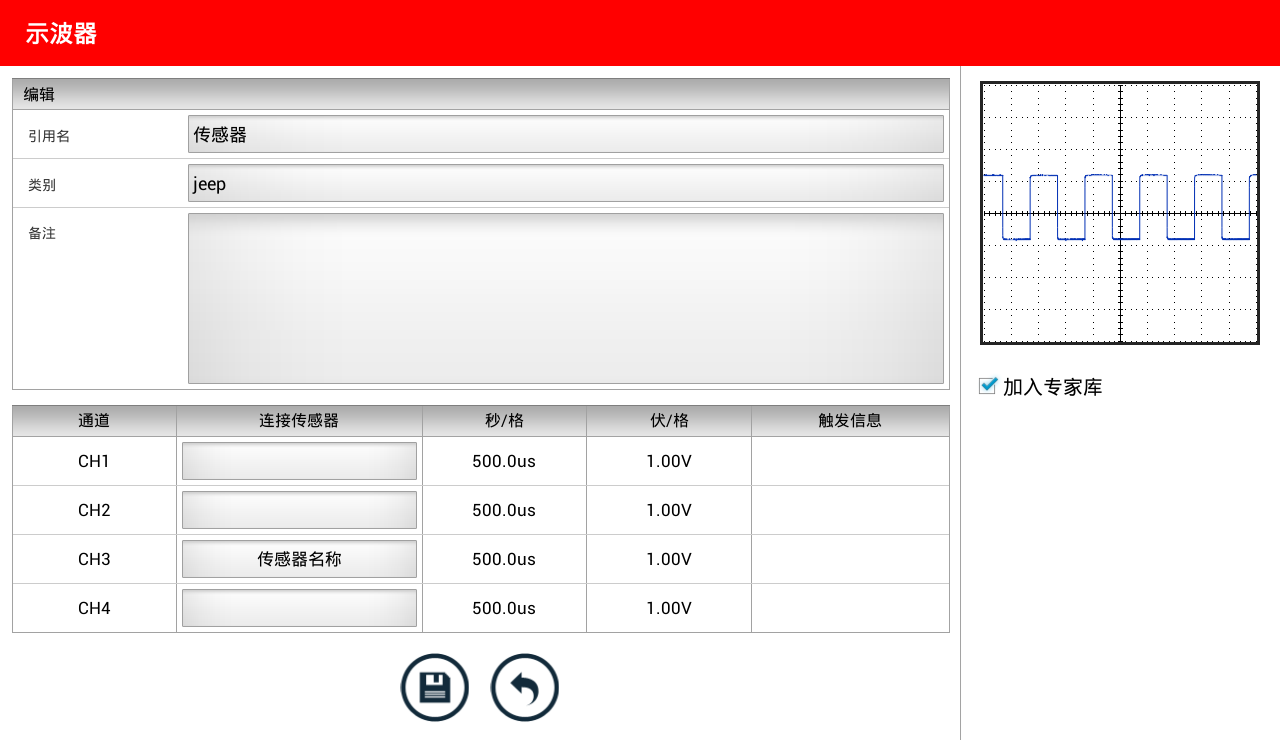 示波器
编辑
引用名 传感器
类别 jeep
备注
加入专家库
通道 连接传感器 秒/格 伏/格 触发信息
CH1 500.0us 1.00V
CH2 500.0us 1.00V
CH3 传感器名称 500.0us 1.00V
CH4 500.0us 1.00V